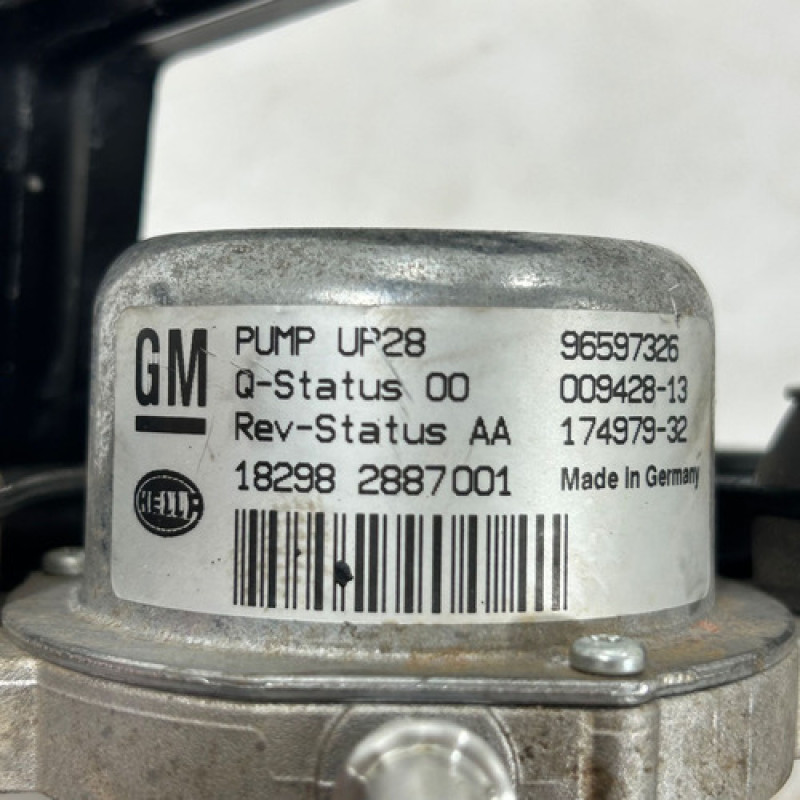 GM
PUMP UP28
96597326
Q-Status 00
009428-13
Rev-Status AA
174979-32
18298 2887001
Made In Germany
HELLA